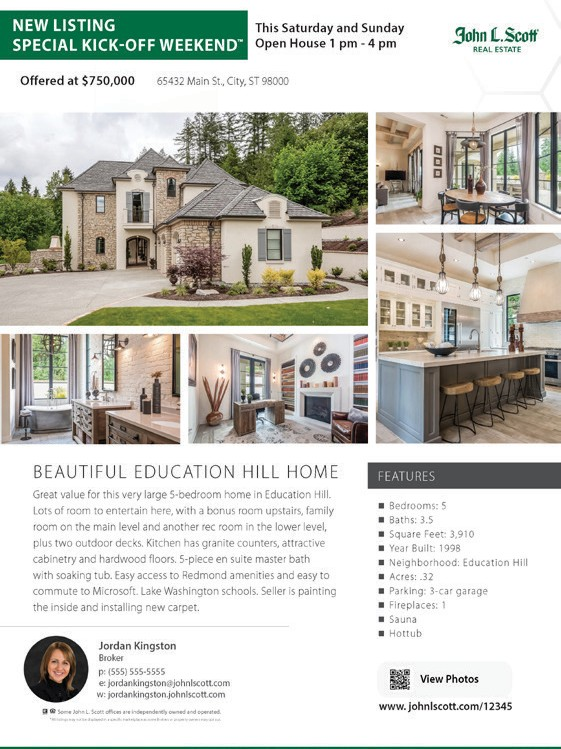 NEW LISTING
SPECIAL KICK-OFF WEEKEND™
This Saturday and Sunday
Open House 1 pm - 4 pm
John L. Scott
REAL ESTATE
Offered at $750,000
65432 Main St., City, ST 98000
BEAUTIFUL EDUCATION HILL HOME
Great value for this very large 5-bedroom home in Education Hill.
Lots of room to entertain here, with a bonus room upstairs, family
room on the main level and another rec room in the lower level,
plus two outdoor decks. Kitchen has granite counters, attractive
cabinetry and hardwood floors. 5-piece en suite master bath
with soaking tub. Easy access to Redmond amenities and easy to
commute to Microsoft. Lake Washington schools. Seller is painting
the inside and installing new carpet.
FEATURES
Bedrooms: 5
Baths: 3.5
Square Feet: 3,910
Year Built: 1998
Neighborhood: Education Hill
Acres: .32
Parking: 3-car garage
Fireplaces: 1
Sauna
Hottub
Jordan Kingston
Broker
p: (555) 555-5555
e: jordankingston@johnlscott.com
w: jordankingston.johnlscott.com
Some John L. Scott offices are independently owned and operated.
View Photos
www. johnlscott.com/12345